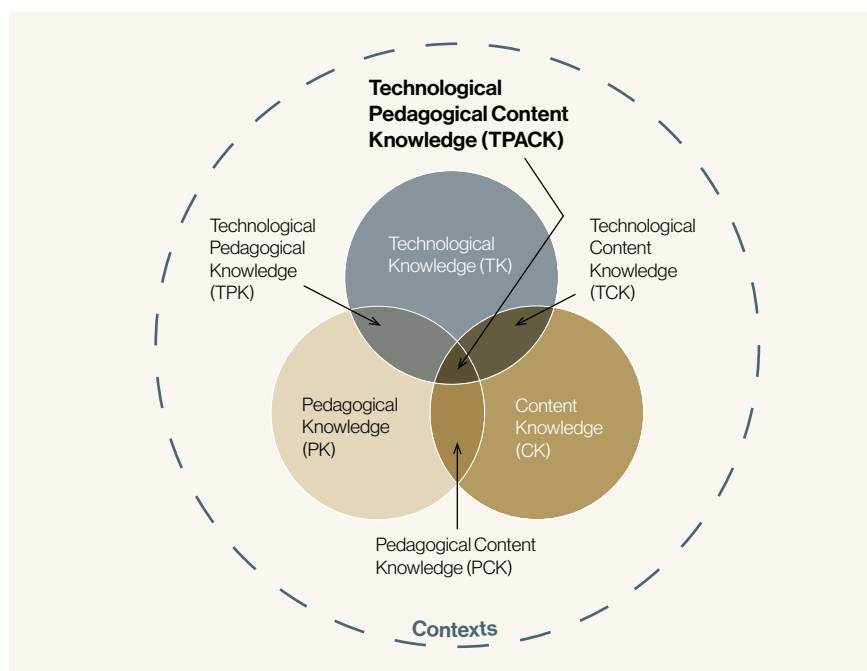 Technological
Pedagogical Content
Knowledge (TPACK)
Technological
Pedagogical
Knowledge
(TPK)
Technological
Knowledge (TK)
Technological
Content
Knowledge
(TCK)
Pedagogical
Knowledge
(PK)
Content
Knowledge
(CK)
Pedagogical Content
Knowledge (PCK)
Contexts